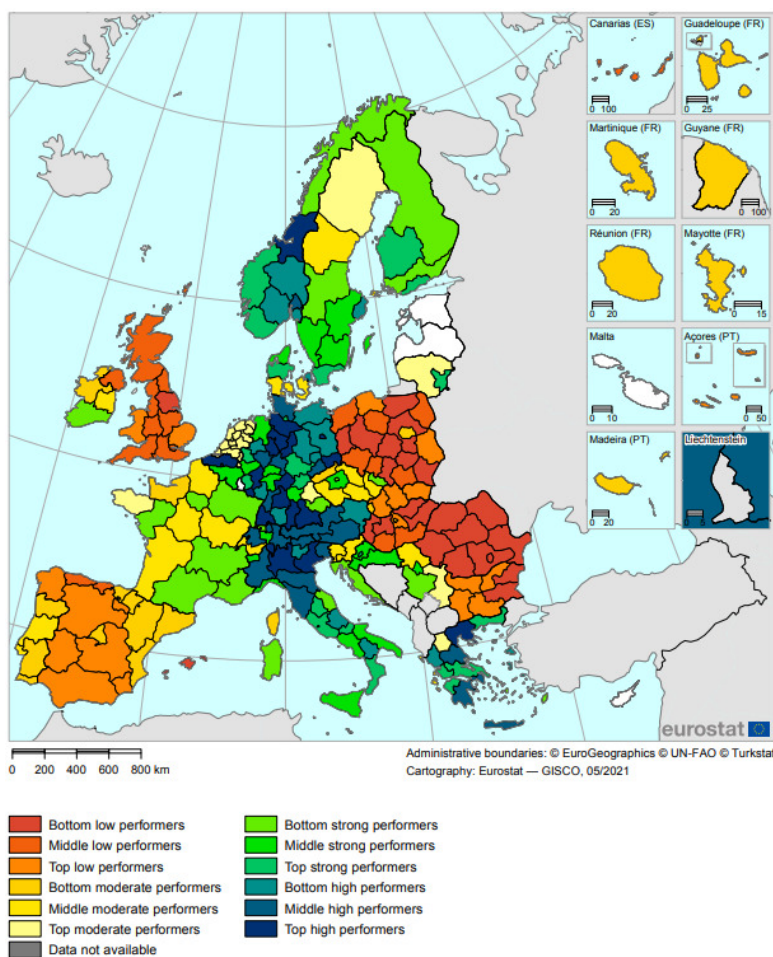 Canarias (ES)
0 100
Guadeloupe (FR)
0 25
Martinique (FR)
0 20
Guyane (FR)
0 100
Réunion (FR)
0 20
Mayotte (FR)
0 15
Malta
0 10
Açores (PT)
0 50
Madeira (PT)
0 20
Liechtenstein
eurostat
0 200 400 600 800 km
Administrative boundaries: © EuroGeographics © UN-FAO © Turkstat
Cartography: Eurostat — GISCO, 05/2021
Bottom low performers
Middle low performers
Top low performers
Bottom moderate performers
Middle moderate performers
Top moderate performers
Data not available
Bottom strong performers
Middle strong performers
Top strong performers
Bottom high performers
Middle high performers
Top high performers